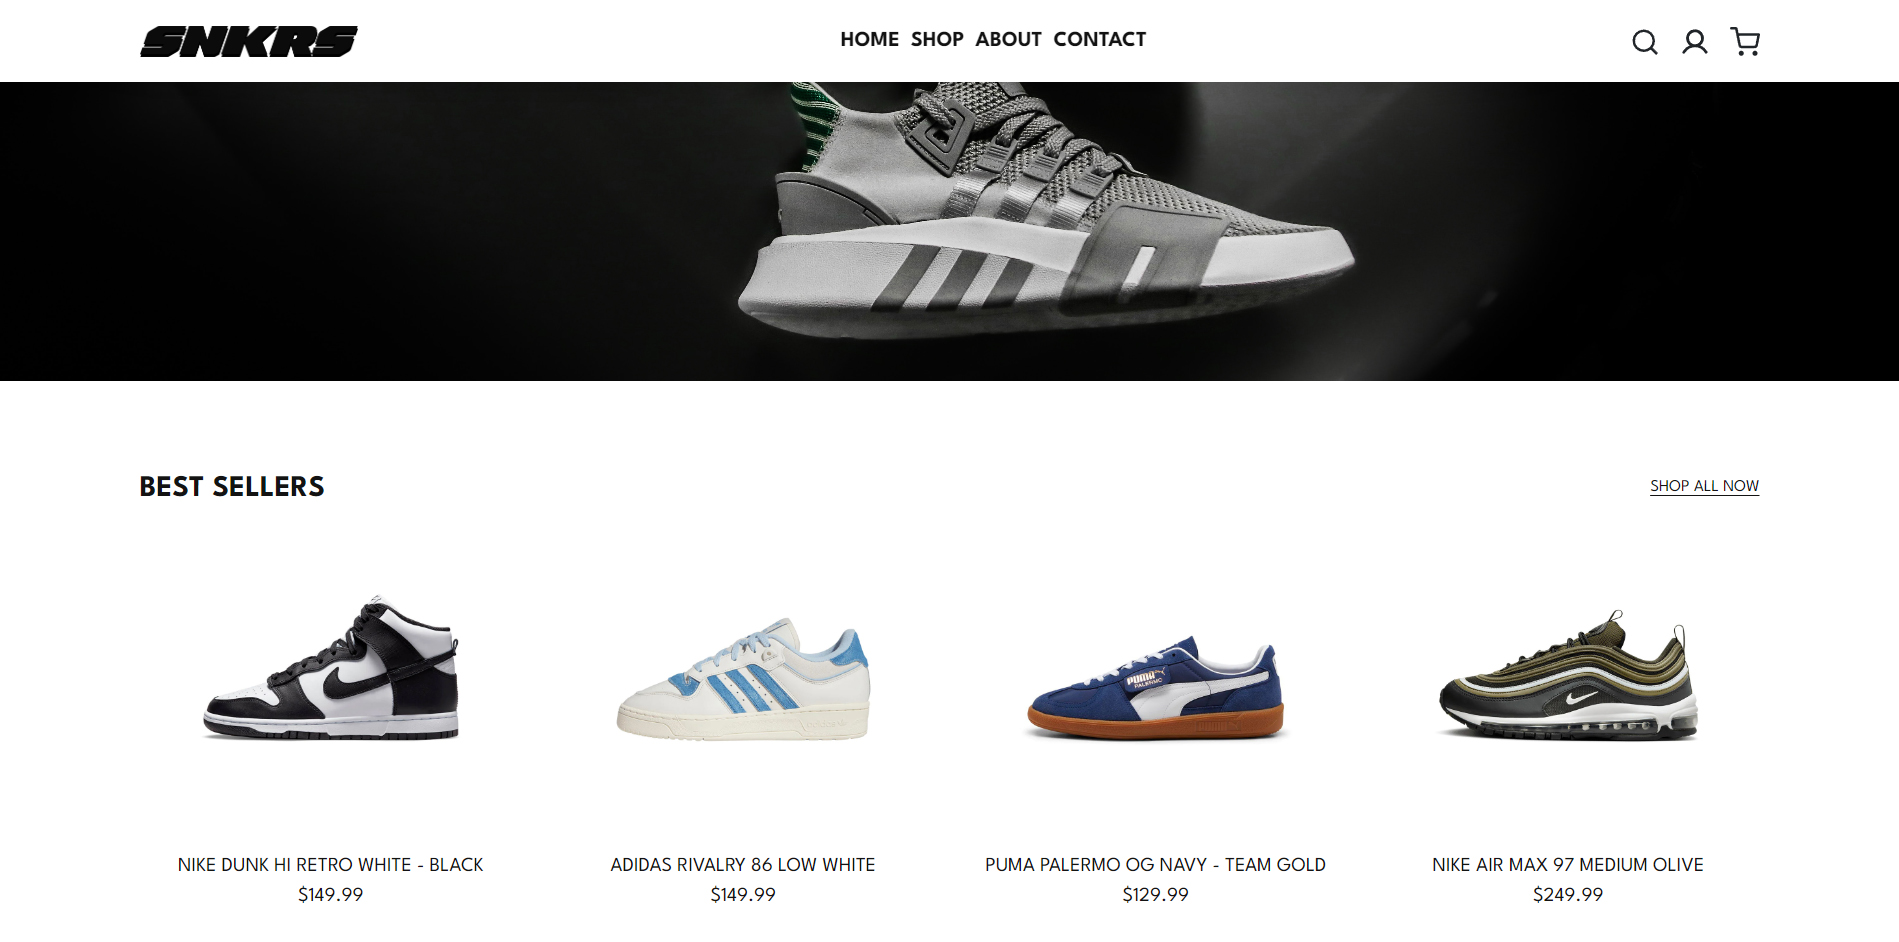 SNKRS
HOME SHOP ABOUT CONTACT
BEST SELLERS
SHOP ALL NOW
PUMA
PALERMO
NIKE DUNK HI RETRO WHITE - BLACK
$149.99
ADIDAS RIVALRY 86 LOW WHITE
$149.99
PUMA PALERMO OG NAVY - TEAM GOLD
$129.99
NIKE AIR MAX 97 MEDIUM OLIVE
$249.99